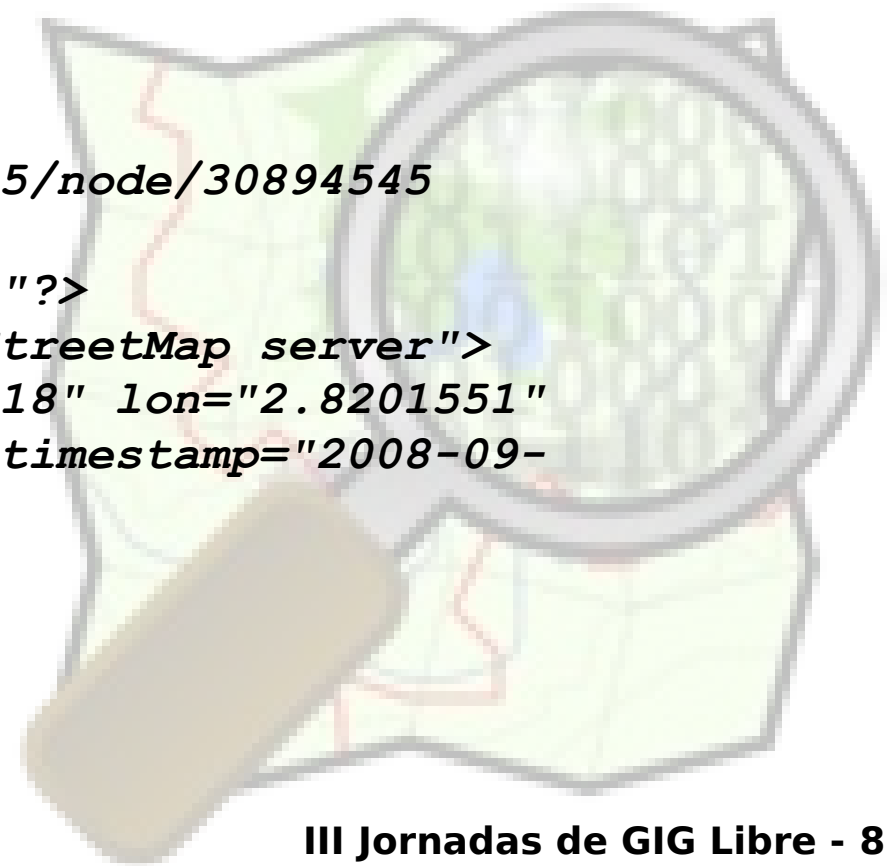 5/node/30894545
"?>
treetMap server">
18" lon="2.8201551"
timestamp="2008-09-
III Jornadas de GIG Libre - 8